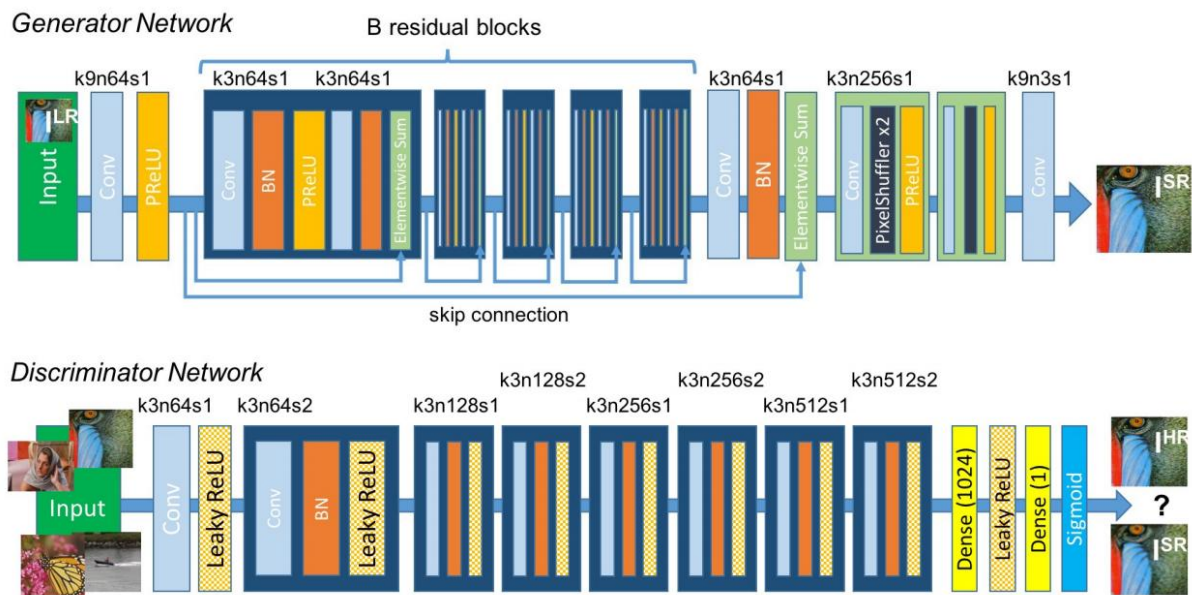 Generator Network
B residual blocks
k9n64s1
k3n64s1
k3n64s1
k3n64s1
k3n256s1
k9n3s1
I^LR
Input
Conv
PReLU
Conv
BN
PReLU
Elementwise Sum
Conv
BN
Elementwise Sum
Conv
PixelShuffler x2
PReLU
Conv
I^SR
skip connection
Discriminator Network
k3n64s1
k3n64s2
k3n128s1
k3n128s2
k3n256s1
k3n256s2
k3n512s1
k3n512s2
Input
Conv
Leaky ReLU
Conv
BN
Leaky ReLU
Dense (1024)
Leaky ReLU
Dense (1)
Sigmoid
I^HR
?
I^SR